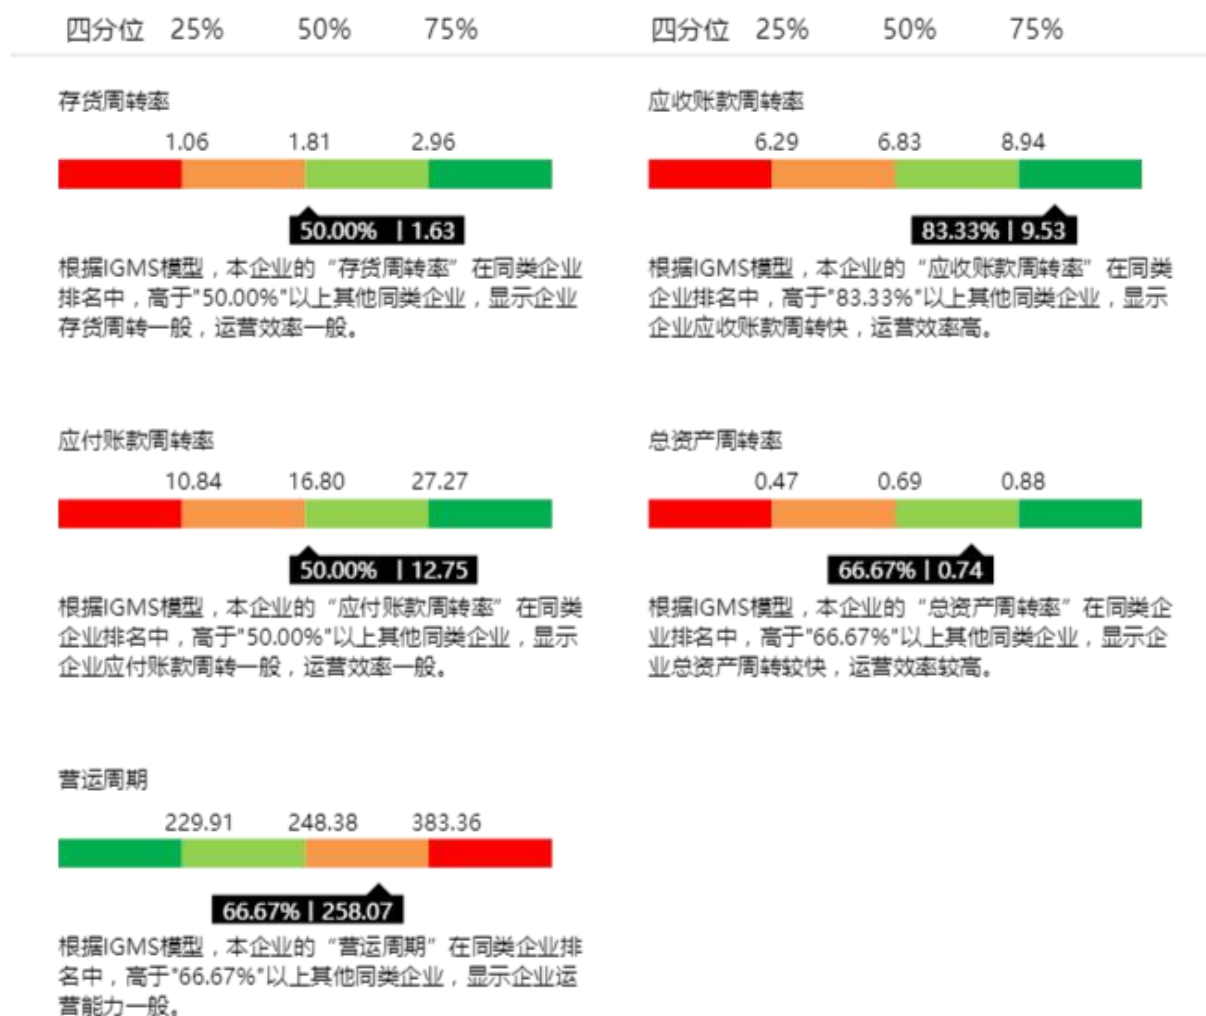 四分位 25% 50% 75%
四分位 25% 50% 75%
存货周转率
1.06 1.81 2.96
50.00% | 1.63
根据IGMS模型，本企业的“存货周转率”在同类企业
排名中，高于"50.00%"以上其他同类企业，显示企业
存货周转一般，运营效率一般。
应收账款周转率
6.29 6.83 8.94
83.33% | 9.53
根据IGMS模型，本企业的“应收账款周转率”在同类
企业排名中，高于"83.33%"以上其他同类企业，显示
企业应收账款周转快，运营效率高。
应付账款周转率
10.84 16.80 27.27
50.00% | 12.75
根据IGMS模型，本企业的“应付账款周转率”在同类
企业排名中，高于"50.00%"以上其他同类企业，显示
企业应付账款周转一般，运营效率一般。
总资产周转率
0.47 0.69 0.88
66.67% | 0.74
根据IGMS模型，本企业的“总资产周转率”在同类企
业排名中，高于"66.67%"以上其他同类企业，显示企
业总资产周转较快，运营效率较高。
营运周期
229.91 248.38 383.36
66.67% | 258.07
根据IGMS模型，本企业的“营运周期”在同类企业排
名中，高于"66.67%"以上其他同类企业，显示企业运
营能力一般。